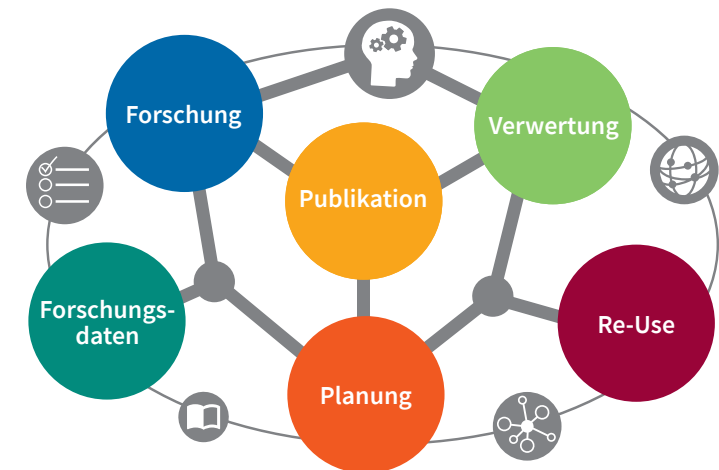 Forschung
Verwertung
Publikation
Forschungs-
daten
Re-Use
Planung